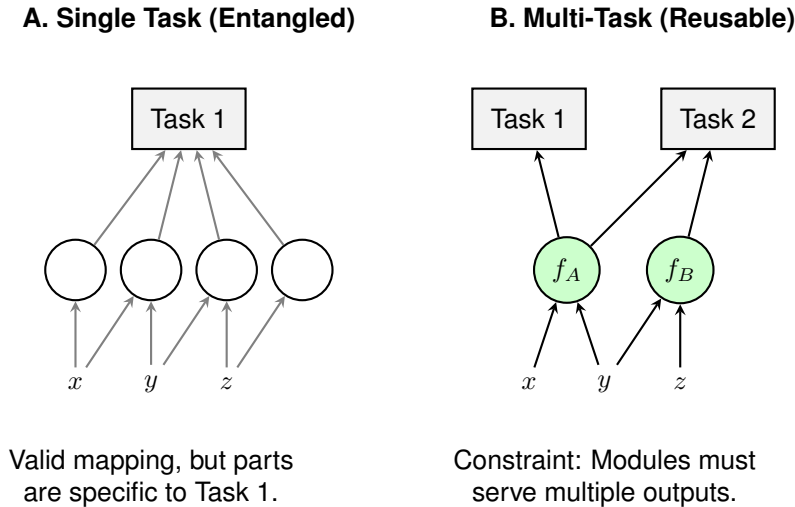 A. Single Task (Entangled)
B. Multi-Task (Reusable)
Task 1
Task 1
Task 2
f_A
f_B
x
y
z
x
y
z
Valid mapping, but parts
are specific to Task 1.
Constraint: Modules must
serve multiple outputs.